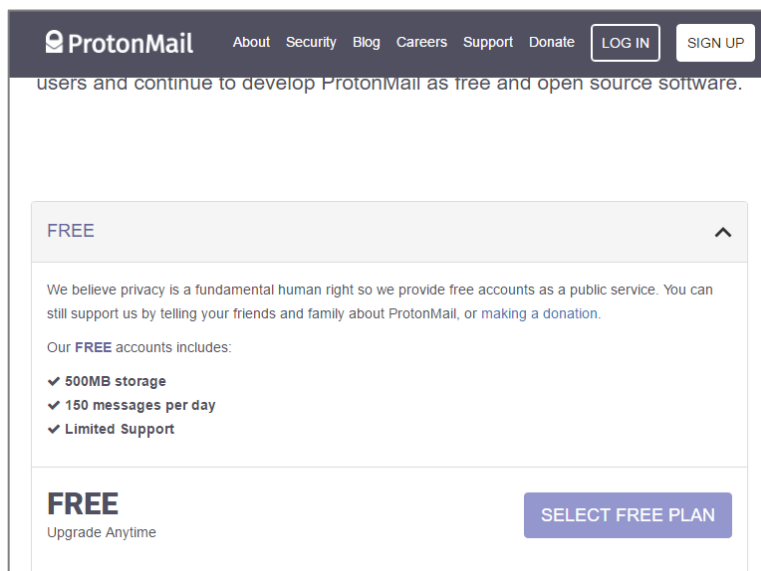 ProtonMail About Security Blog Careers Support Donate LOG IN SIGN UP
users and continue to develop ProtonMail as free and open source software.
FREE
We believe privacy is a fundamental human right so we provide free accounts as a public service. You can
still support us by telling your friends and family about ProtonMail, or making a donation.
Our FREE accounts includes:
500MB storage
150 messages per day
Limited Support
FREE
Upgrade Anytime
SELECT FREE PLAN